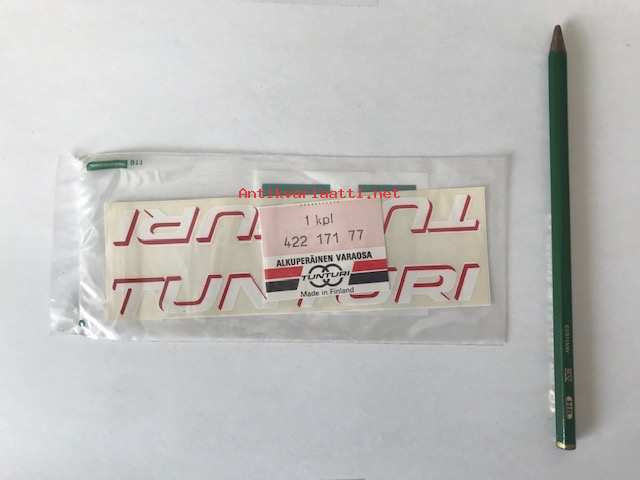 Antikvariaatti.net
TUNTURI
1 kpl
422 171 77
ALKUPERÄINEN VARAOSA
TUNTURI
Made in Finland
TUNTURI